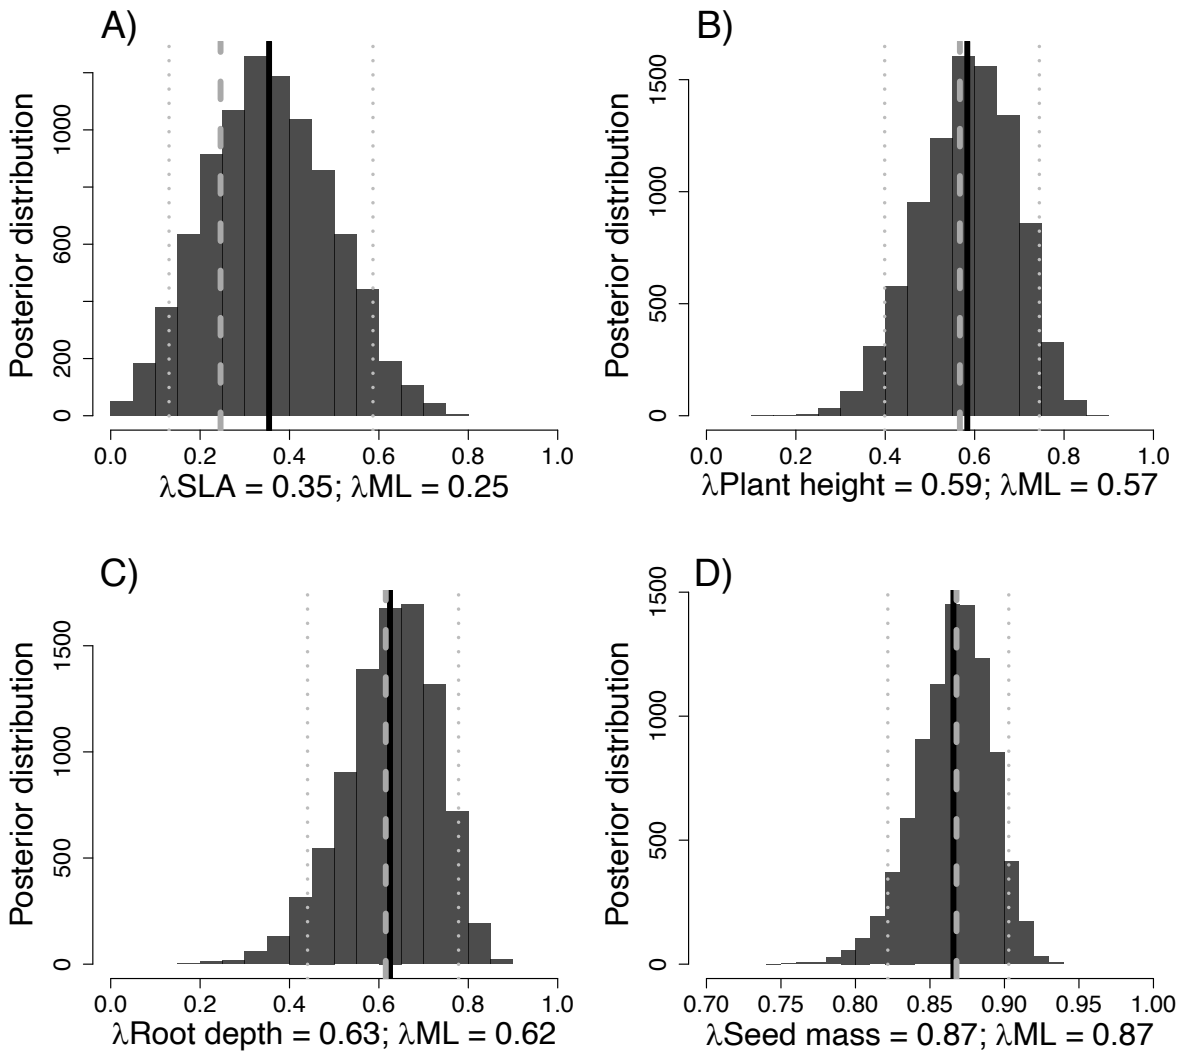 A)
Posterior distribution
0 200 600 1000
0.0 0.2 0.4 0.6 0.8 1.0
λSLA = 0.35; λML = 0.25
B)
Posterior distribution
0 500 1000 1500
0.0 0.2 0.4 0.6 0.8 1.0
λPlant height = 0.59; λML = 0.57
C)
Posterior distribution
0 500 1000 1500
0.0 0.2 0.4 0.6 0.8 1.0
λRoot depth = 0.63; λML = 0.62
D)
Posterior distribution
0 500 1000 1500
0.70 0.75 0.80 0.85 0.90 0.95 1.00
λSeed mass = 0.87; λML = 0.87